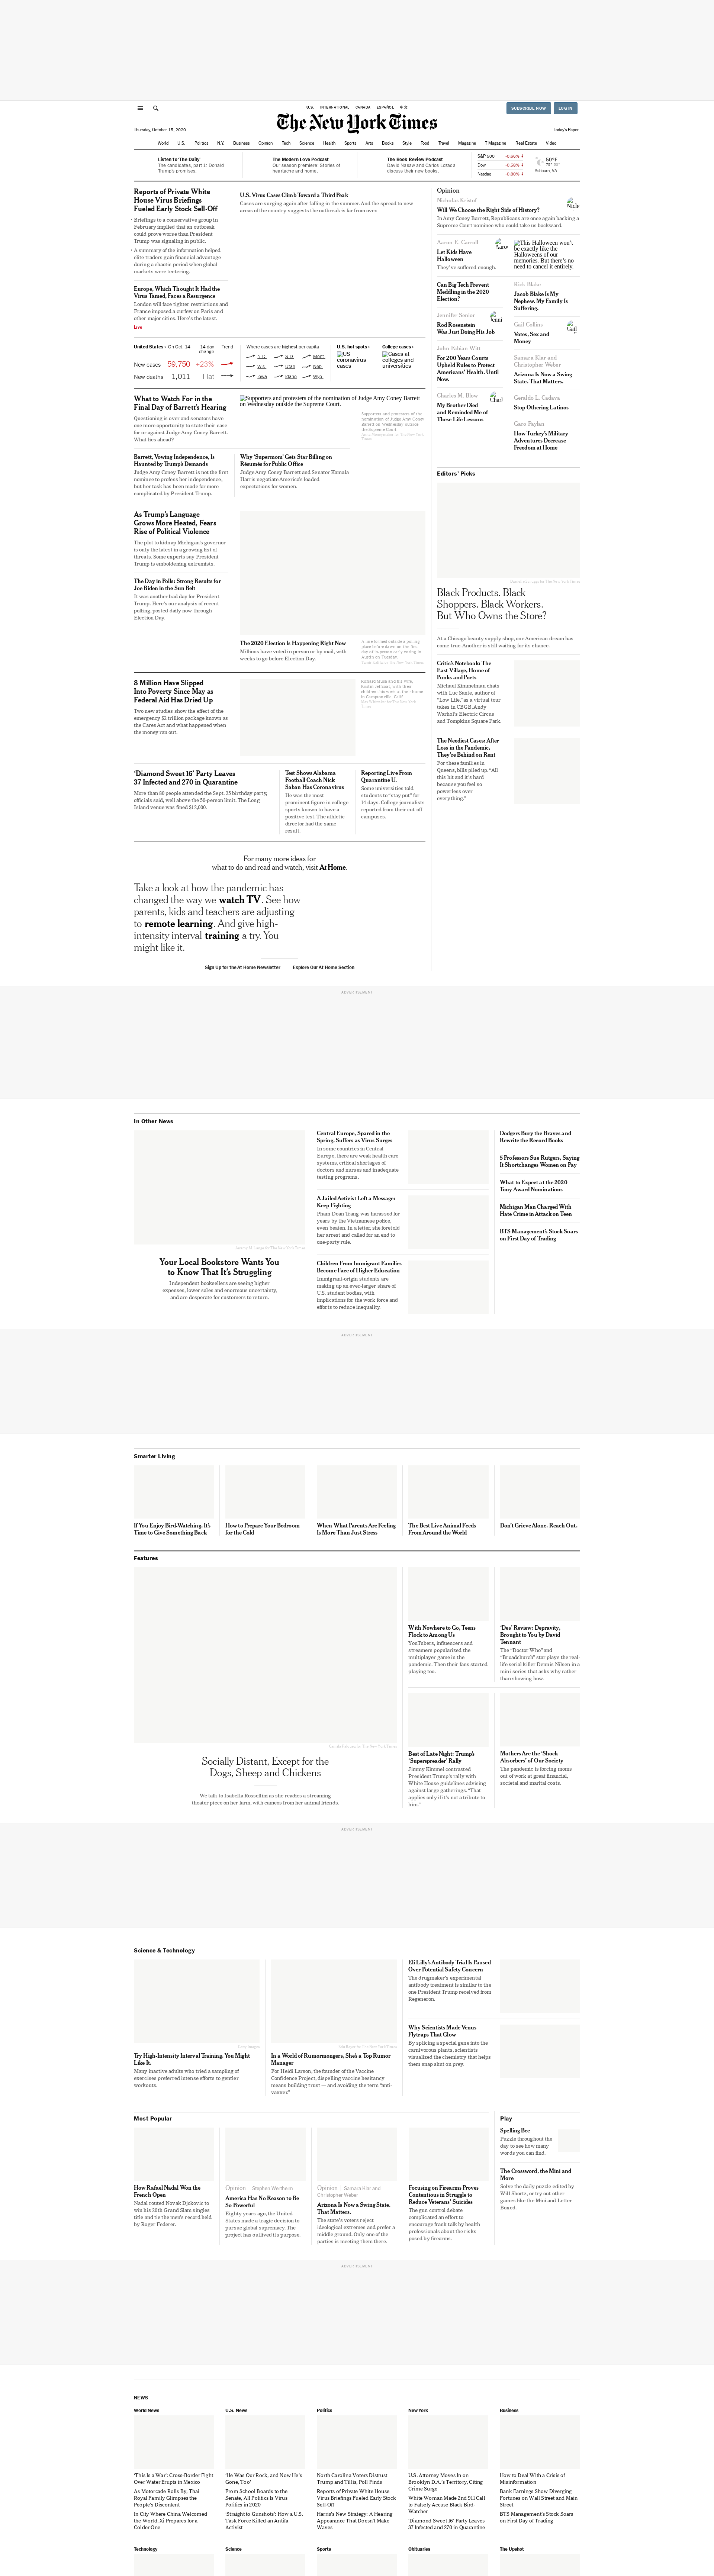 U.S. INTERNATIONAL CANADA ESPAÑOL 中文
SUBSCRIBE NOW LOG IN
The New York Times
Thursday, October 15, 2020
Today's Paper
World U.S. Politics N.Y. Business Opinion Tech Science Health Sports Arts Books Style Food Travel Magazine T Magazine Real Estate Video
Listen to 'The Daily'
The candidates, part 1: Donald
Trump's promises.
The Modern Love Podcast
Our season premiere: Stories of
heartache and home.
The Book Review Podcast
David Nasaw and Carlos Lozada
discuss their new books.
S&P 500 -0.66% ↓
Dow -0.58% ↓
Nasdaq -0.80% ↓
50°F
Ashburn, VA
Reports of Private White
House Virus Briefings
Fueled Early Stock Sell-Off
• Briefings to a conservative group in
February implied that an outbreak
could prove worse than President
Trump was signaling in public.
• A summary of the information helped
elite traders gain financial advantage
during a chaotic period when global
markets were teetering.
Europe, Which Thought It Had the
Virus Tamed, Faces a Resurgence
London will face tighter restrictions and
France imposed a curfew on Paris and
other major cities. Here's the latest.
Live
U.S. Virus Cases Climb Toward a Third Peak
Cases are surging again after falling in the summer. And the spread to new
areas of the country suggests the outbreak is far from over.
United States › On Oct. 14 14-day
change Trend
New cases 59,750 +23%
New deaths 1,011 Flat
Where cases are highest per capita
N.D. S.D. Mont.
Wis. Utah Neb.
Iowa Idaho Wyo.
U.S. hot spots ›
US
coronavirus
cases
College cases ›
Cases at
colleges and
universities
What to Watch For in the
Final Day of Barrett's Hearing
Questioning is over and senators have
one more opportunity to state their case
for or against Judge Amy Coney Barrett.
What lies ahead?
Supporters and protesters of the nomination of Judge Amy Coney Barrett
on Wednesday outside the Supreme Court.
Supporters and protesters of the
nomination of Judge Amy Coney
Barrett on Wednesday outside
the Supreme Court.
Barrett, Vowing Independence, Is
Haunted by Trump's Demands
Judge Amy Coney Barrett is not the first
nominee to profess her independence,
but her task has been made far more
complicated by President Trump.
Why 'Supermom' Gets Star Billing on
Résumés for Public Office
Judge Amy Coney Barrett and Senator Kamala
Harris negotiate America's loaded
expectations for women.
As Trump's Language
Grows More Heated, Fears
Rise of Political Violence
The plot to kidnap Michigan's governor
is only the latest in a growing list of
threats. Some experts say President
Trump is emboldening extremists.
The Day in Polls: Strong Results for
Joe Biden in the Sun Belt
It was another bad day for President
Trump. Here's our analysis of recent
polling, posted daily now through
Election Day.
The 2020 Election Is Happening Right Now
Millions have voted in person or by mail, with
weeks to go before Election Day.
8 Million Have Slipped
Into Poverty Since May as
Federal Aid Has Dried Up
Two new studies show the effect of the
emergency $2 trillion package known as
the Cares Act and what happened when
the money ran out.
'Diamond Sweet 16' Party Leaves
37 Infected and 270 in Quarantine
More than 80 people attended the Sept. 25 birthday party,
officials said, well above the 50-person limit. The Long
Island venue was fined $12,000.
Test Shows Alabama
Football Coach Nick
Saban Has Coronavirus
He was the most
prominent figure in college
sports known to have a
positive test. The athletic
director had the same
result.
Reporting Live From
Quarantine U.
Some universities told
students to "stay put" for
14 days. College journalists
reported from their cut-off
campuses.
For many more ideas for
what to do and read and watch, visit At Home.
Take a look at how the pandemic has
changed the way we watch TV. See how
parents, kids and teachers are adjusting
to remote learning. And give high-
intensity interval training a try. You
might like it.
Sign Up for the At Home Newsletter Explore Our At Home Section
Opinion
Nicholas Kristof
Will We Choose the Right Side of History?
In Amy Coney Barrett, Republicans are once again backing a
Supreme Court nominee who could take us backward.
Aaron E. Carroll
Let Kids Have
Halloween
They've suffered enough.
This Halloween won't
be exactly like the
Halloweens of our
memories. But there's no
need to cancel it entirely.
Can Big Tech Prevent
Meddling in the 2020
Election?
Jennifer Senior
Rod Rosenstein
Was Just Doing His Job
John Fabian Witt
For 200 Years Courts
Upheld Rules to Protect
Americans' Health. Until
Now.
Charles M. Blow
My Brother Died
and Reminded Me of
Those Life Lessons
Rick Blake
Jacob Blake Is My
Nephew. My Family Is
Suffering.
Gail Collins
Votes, Sex and
Money
Samara Klar and
Christopher Weber
Arizona Is Now a Swing
State. That Matters.
Geraldo L. Cadava
Stop Othering Latinos
Garo Paylan
How Turkey's Military
Adventures Decrease
Freedom at Home
Editors' Picks
Black Products. Black
Shoppers. Black Workers.
But Who Owns the Store?
At a Chicago beauty supply shop, one American dream has
come true. Another is still waiting for its chance.
Critic's Notebook: The
East Village, Home of
Punks and Poets
Michael Kimmelman chats
with Luc Sante, author of
"Low Life," as a virtual tour
takes in CBGB, Andy
Warhol's Electric Circus
and Tompkins Square Park.
The Neediest Cases: After
Loss in the Pandemic,
They're Behind on Rent
For these families in
Queens, bills piled up. "All
this hit and it's hard
because you feel so
powerless over
everything."
ADVERTISEMENT
In Other News
Your Local Bookstore Wants You
to Know That It's Struggling
Independent booksellers are seeing higher
expenses, lower sales and enormous uncertainty,
and are desperate for customers to return.
Central Europe, Spared in the
Spring, Suffers as Virus Surges
In some countries in Central
Europe, there are weak health care
systems, critical shortages of
doctors and nurses and inadequate
testing programs.
A Jailed Activist Left a Message:
Keep Fighting
Pham Doan Trang was harassed for
years by the Vietnamese police,
even beaten. In a letter, she foretold
her arrest and called for an end to
one-party rule.
Children From Immigrant Families
Become Face of Higher Education
Immigrant-origin students are
making up an ever-larger share of
U.S. student bodies, with
implications for the work force and
efforts to reduce inequality.
Dodgers Bury the Braves and
Rewrite the Record Books
5 Professors Sue Rutgers, Saying
It Shortchanges Women on Pay
What to Expect at the 2020
Tony Award Nominations
Michigan Man Charged With
Hate Crime in Attack on Teen
BTS Management's Stock Soars
on First Day of Trading
ADVERTISEMENT
Smarter Living
If You Enjoy Bird-Watching, It's
Time to Give Something Back
How to Prepare Your Bedroom
for the Cold
When What Parents Are Feeling
Is More Than Just Stress
The Best Live Animal Feeds
From Around the World
Don't Grieve Alone. Reach Out.
Features
Socially Distant, Except for the
Dogs, Sheep and Chickens
We talk to Isabella Rossellini as she readies a streaming
theater piece on her farm, with cameos from her animal friends.
With Nowhere to Go, Teens
Flock to Among Us
YouTubers, influencers and
streamers popularized the
multiplayer game in the
pandemic. Then their fans started
playing too.
'Des' Review: Depravity,
Brought to You by David
Tennant
The "Doctor Who" and
"Broadchurch" star plays the real-
life serial killer Dennis Nilsen in a
mini-series that asks why rather
than showing how.
Best of Late Night: Trump's
'Superspreader' Rally
Jimmy Kimmel contrasted
President Trump's rally with
White House guidelines advising
against large gatherings. "That
applies only if it's not a tribute to
him."
Mothers Are the 'Shock
Absorbers' of Our Society
The pandemic is forcing moms
out of work at great financial,
societal and marital costs.
ADVERTISEMENT
Science & Technology
Try High-Intensity Interval Training. You Might
Like It.
Many inactive adults who tried a sampling of
exercises preferred intense efforts to gentler
workouts.
In a World of Rumormongers, She's a Top Rumor
Manager
For Heidi Larson, the founder of the Vaccine
Confidence Project, dispelling vaccine hesitancy
means building trust — and avoiding the term "anti-
vaxxer."
Eli Lilly's Antibody Trial Is Paused
Over Potential Safety Concern
The drugmaker's experimental
antibody treatment is similar to the
one President Trump received from
Regeneron.
Why Scientists Made Venus
Flytraps That Glow
By splicing a special gene into the
carnivorous plants, scientists
visualized the chemistry that helps
them snap shut on prey.
Most Popular
How Rafael Nadal Won the
French Open
Nadal routed Novak Djokovic to
win his 20th Grand Slam singles
title and tie the men's record held
by Roger Federer.
Opinion | Stephen Wertheim
America Has No Reason to Be
So Powerful
Eighty years ago, the United
States made a tragic decision to
pursue global supremacy. The
project has outlived its purpose.
Opinion | Samara Klar and
Christopher Weber
Arizona Is Now a Swing State.
That Matters.
The state's voters reject
ideological extremes and prefer a
middle ground. Only one of the
parties is meeting them there.
Focusing on Firearms Proves
Contentious in Struggle to
Reduce Veterans' Suicides
The gun control debate
complicated an effort to
encourage frank talk by health
professionals about the risks
posed by firearms.
Play
Spelling Bee
Puzzle throughout the
day to see how many
words you can find.
The Crossword, the Mini and
More
Solve the daily puzzle edited by
Will Shortz, or try out other
games like the Mini and Letter
Boxed.
ADVERTISEMENT
NEWS
World News
'This Is a War': Cross-Border Fight
Over Water Erupts in Mexico
As Motorcade Rolls By, Thai
Royal Family Glimpses the
People's Discontent
In City Where China Welcomed
the World, Xi Prepares for a
Colder One
U.S. News
'He Was Our Rock, and Now He's
Gone, Too'
From School Boards to the
Senate, All Politics Is Virus
Politics in 2020
'Straight to Gunshots': How a U.S.
Task Force Killed an Antifa
Activist
Politics
North Carolina Voters Distrust
Trump and Tillis, Poll Finds
Reports of Private White House
Virus Briefings Fueled Early Stock
Sell-Off
Harris's New Strategy: A Hearing
Appearance That Doesn't Make
Waves
New York
U.S. Attorney Moves In on
Brooklyn D.A.'s Territory, Citing
Crime Surge
White Woman Made 2nd 911 Call
to Falsely Accuse Black Bird-
Watcher
'Diamond Sweet 16' Party Leaves
37 Infected and 270 in Quarantine
Business
How to Deal With a Crisis of
Misinformation
Bank Earnings Show Diverging
Fortunes on Wall Street and Main
Street
BTS Management's Stock Soars
on First Day of Trading
Technology Science Sports Obituaries The Upshot